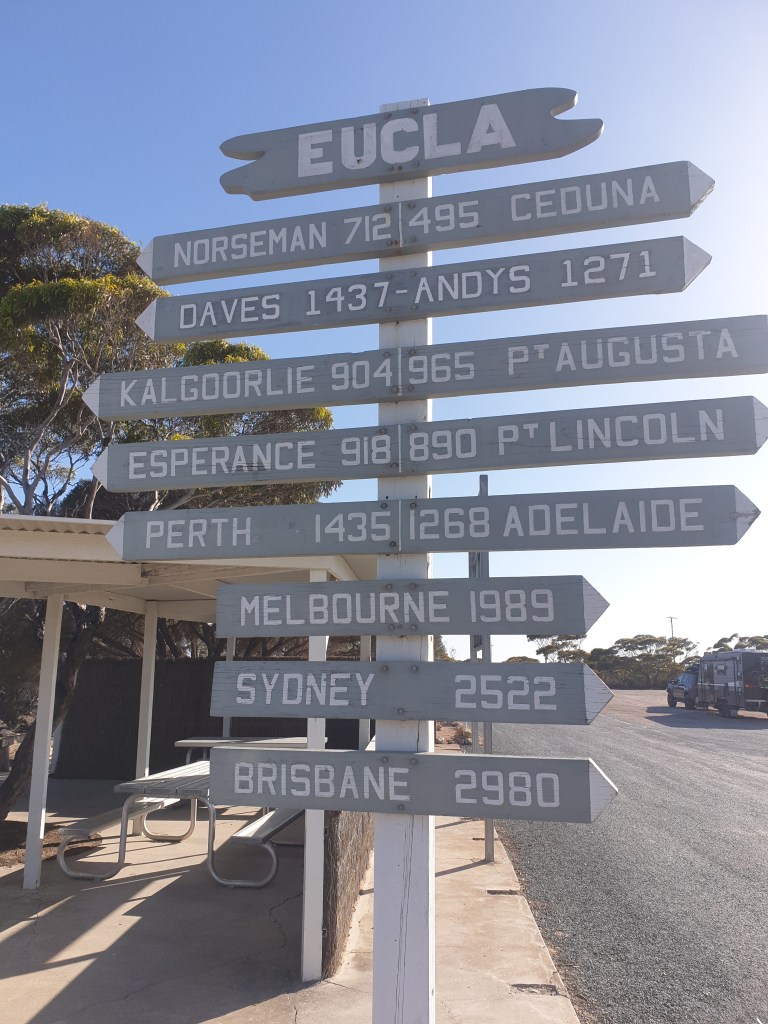 EUCLA
NORSEMAN 712 495 CEDUNA
DAVES 1437-ANDYS 1271
KALGOORLIE 904 965 PT AUGUSTA
ESPERANCE 918 890 PT LINCOLN
PERTH 1435 1268 ADELAIDE
MELBOURNE 1989
SYDNEY 2522
BRISBANE 2980